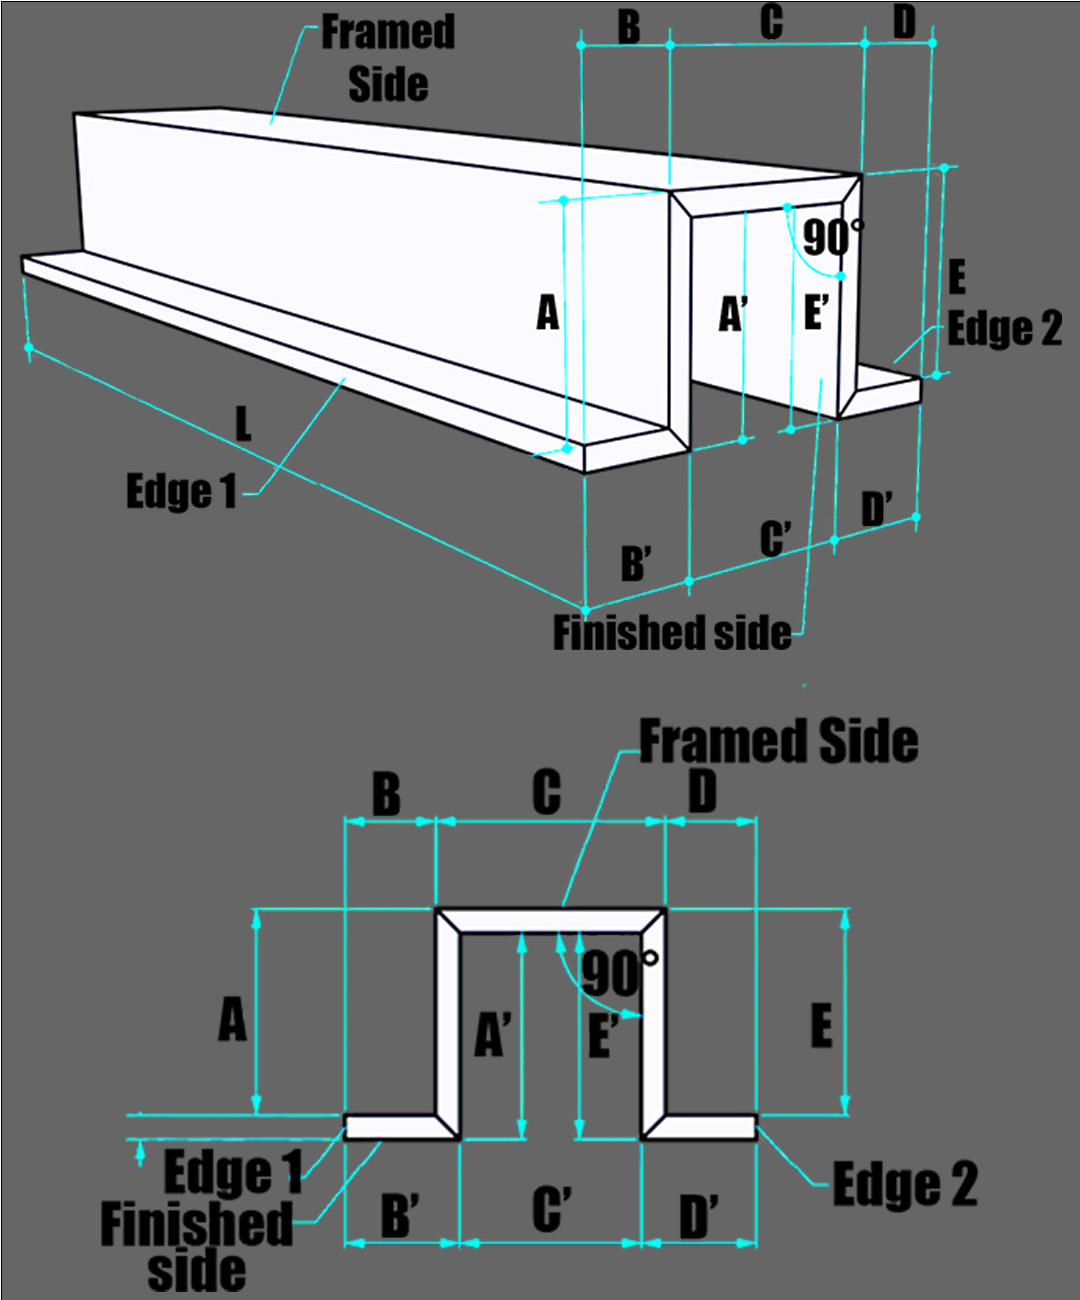 B C D
Framed
Side
90°
A
A’
E’
E
Edge 2
L
Edge 1
D’
C’
B’
Finished side
Framed Side
B C D
90°
A
A’
E’
E
Edge 1
Edge 2
Finished
side
B’
C’
D’